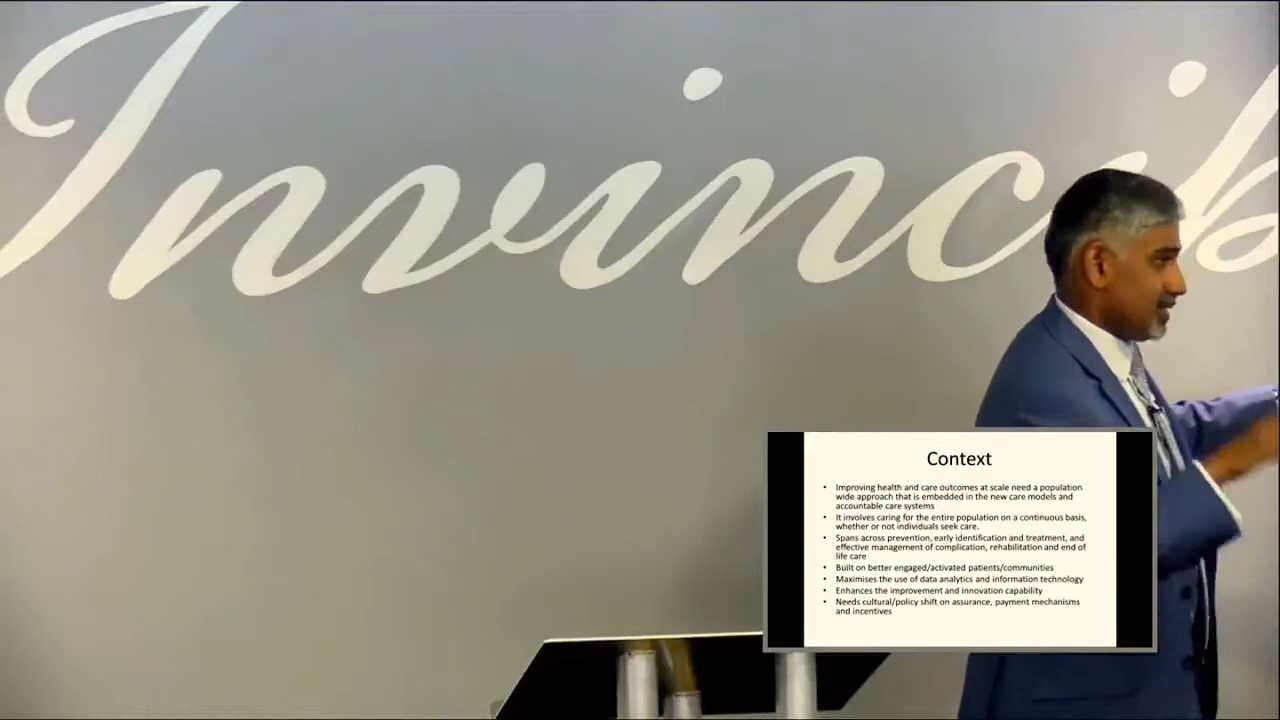 Invincib
Context
• Improving health and care outcomes at scale need a population
wide approach that is embedded in the new care models and
accountable care systems
• It involves caring for the entire population on a continuous basis,
whether or not individuals seek care.
• Spans across prevention, early identification and treatment, and
effective management of complication, rehabilitation and end of
life care
• Built on better engaged/activated patients/communities
• Maximises the use of data analytics and information technology
• Enhances the improvement and innovation capability
• Needs cultural/policy shift on assurance, payment mechanisms
and incentives